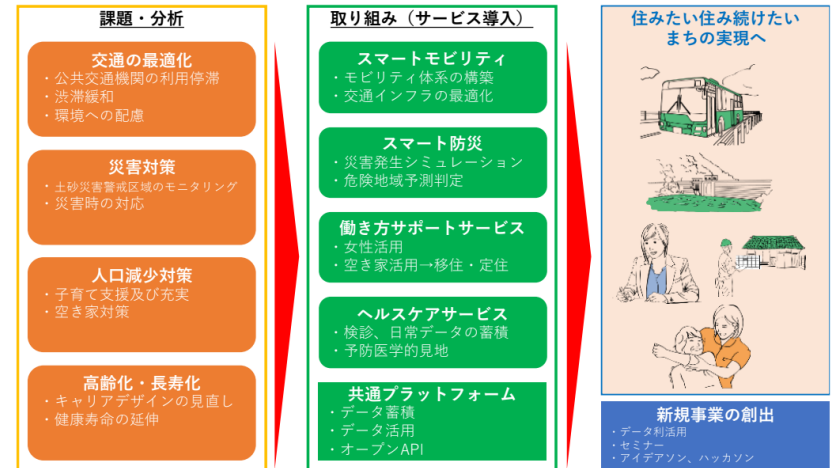 課題・分析
交通の最適化
・公共交通機関の利用停滞
・渋滞緩和
・環境への配慮
災害対策
・土砂災害警戒区域のモニタリング
・災害時の対応
人口減少対策
・子育て支援及び充実
・空き家対策
高齢化・長寿化
・キャリアデザインの見直し
・健康寿命の延伸
取り組み（サービス導入）
スマートモビリティ
・モビリティ体系の構築
・交通インフラの最適化
スマート防災
・災害発生シミュレーション
・危険地域予測判定
働き方サポートサービス
・女性活用
・空き家活用→移住・定住
ヘルスケアサービス
・検診、日常データの蓄積
・予防医学的見地
共通プラットフォーム
・データ蓄積
・データ活用
・オープンAPI
住みたい住み続けたい
まちの実現へ
新規事業の創出
・データ利活用
・セミナー
・アイデアソン、ハッカソン